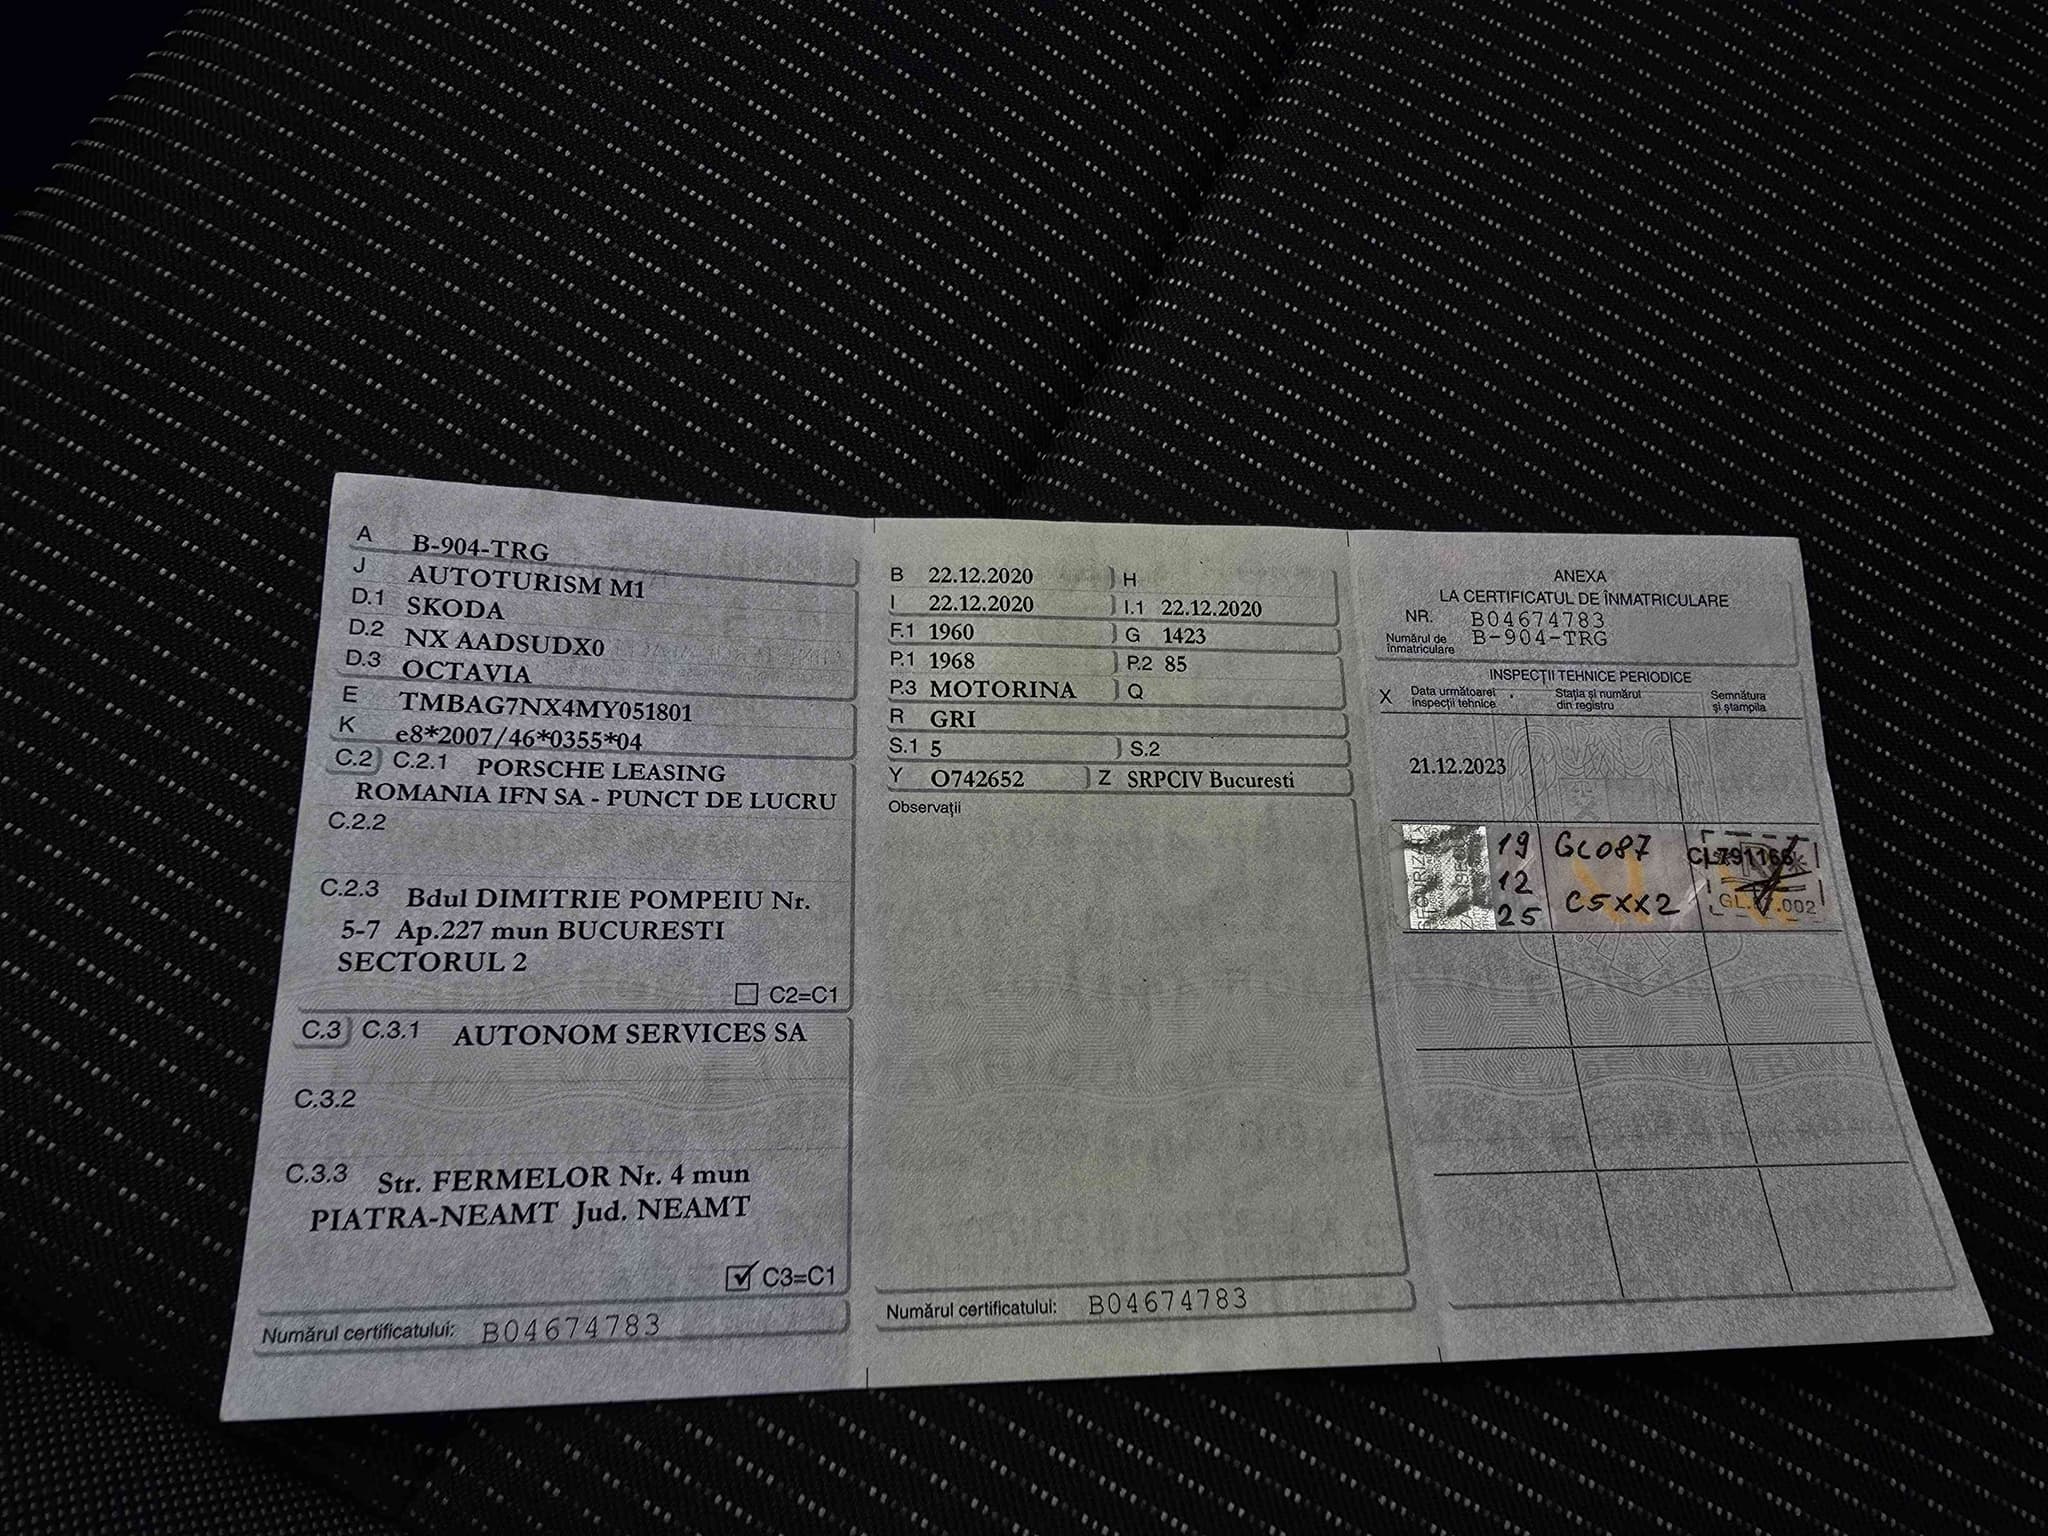 A B-904-TRG
J AUTOTURISM M1
D.1 SKODA
D.2 NX AADSUDX0
D.3 OCTAVIA
E TMBAG7NX4MY051801
K e8*2007/46*0355*04
C.2 C.2.1 PORSCHE LEASING
ROMANIA IFN SA - PUNCT DE LUCRU
C.2.2
C.2.3 Bdul DIMITRIE POMPEIU Nr.
5-7 Ap.227 mun BUCURESTI
SECTORUL 2
C2=C1
C.3 C.3.1 AUTONOM SERVICES SA
C.3.2
C.3.3 Str. FERMELOR Nr. 4 mun
PIATRA-NEAMT Jud. NEAMT
C3=C1
Numărul certificatului: B04674783
B 22.12.2020 H
I 22.12.2020 I.1 22.12.2020
F.1 1960 G 1423
P.1 1968 P.2 85
P.3 MOTORINA Q
R GRI
S.1 5 S.2
Y O742652 Z SRPCIV Bucuresti
Observații
Numărul certificatului: B04674783
ANEXA
LA CERTIFICATUL DE ÎNMATRICULARE
NR. B04674783
Numărul de înmatriculare B-904-TRG
INSPECȚII TEHNICE PERIODICE
X Data următoarei inspecții tehnice Stația și numărul din registru Semnătura și ștampila
21.12.2023
19 GL087 CL791166
12
25 C5XX2